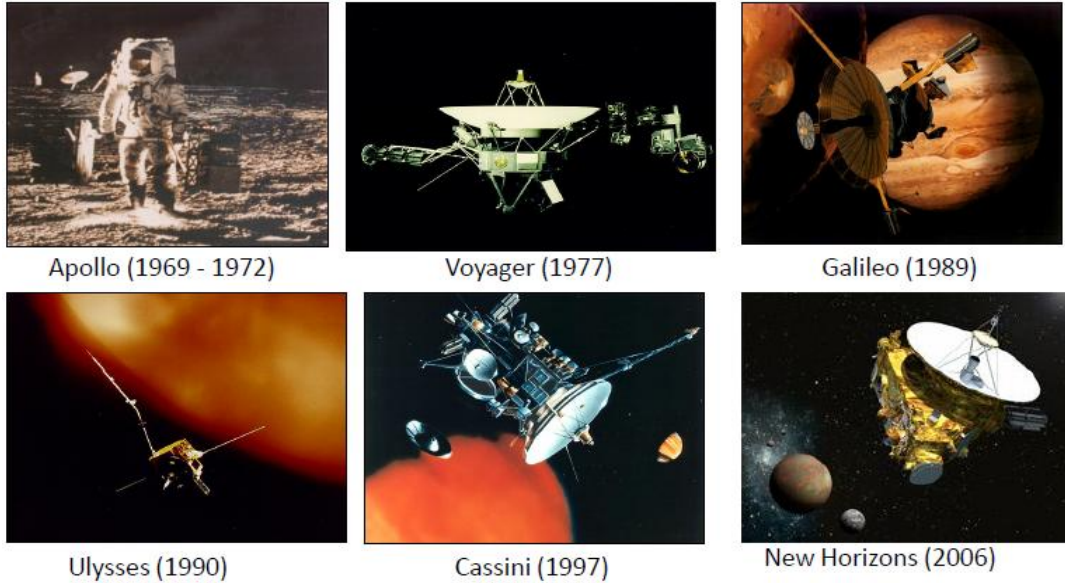 Apollo (1969 - 1972)
Voyager (1977)
Galileo (1989)
Ulysses (1990)
Cassini (1997)
New Horizons (2006)